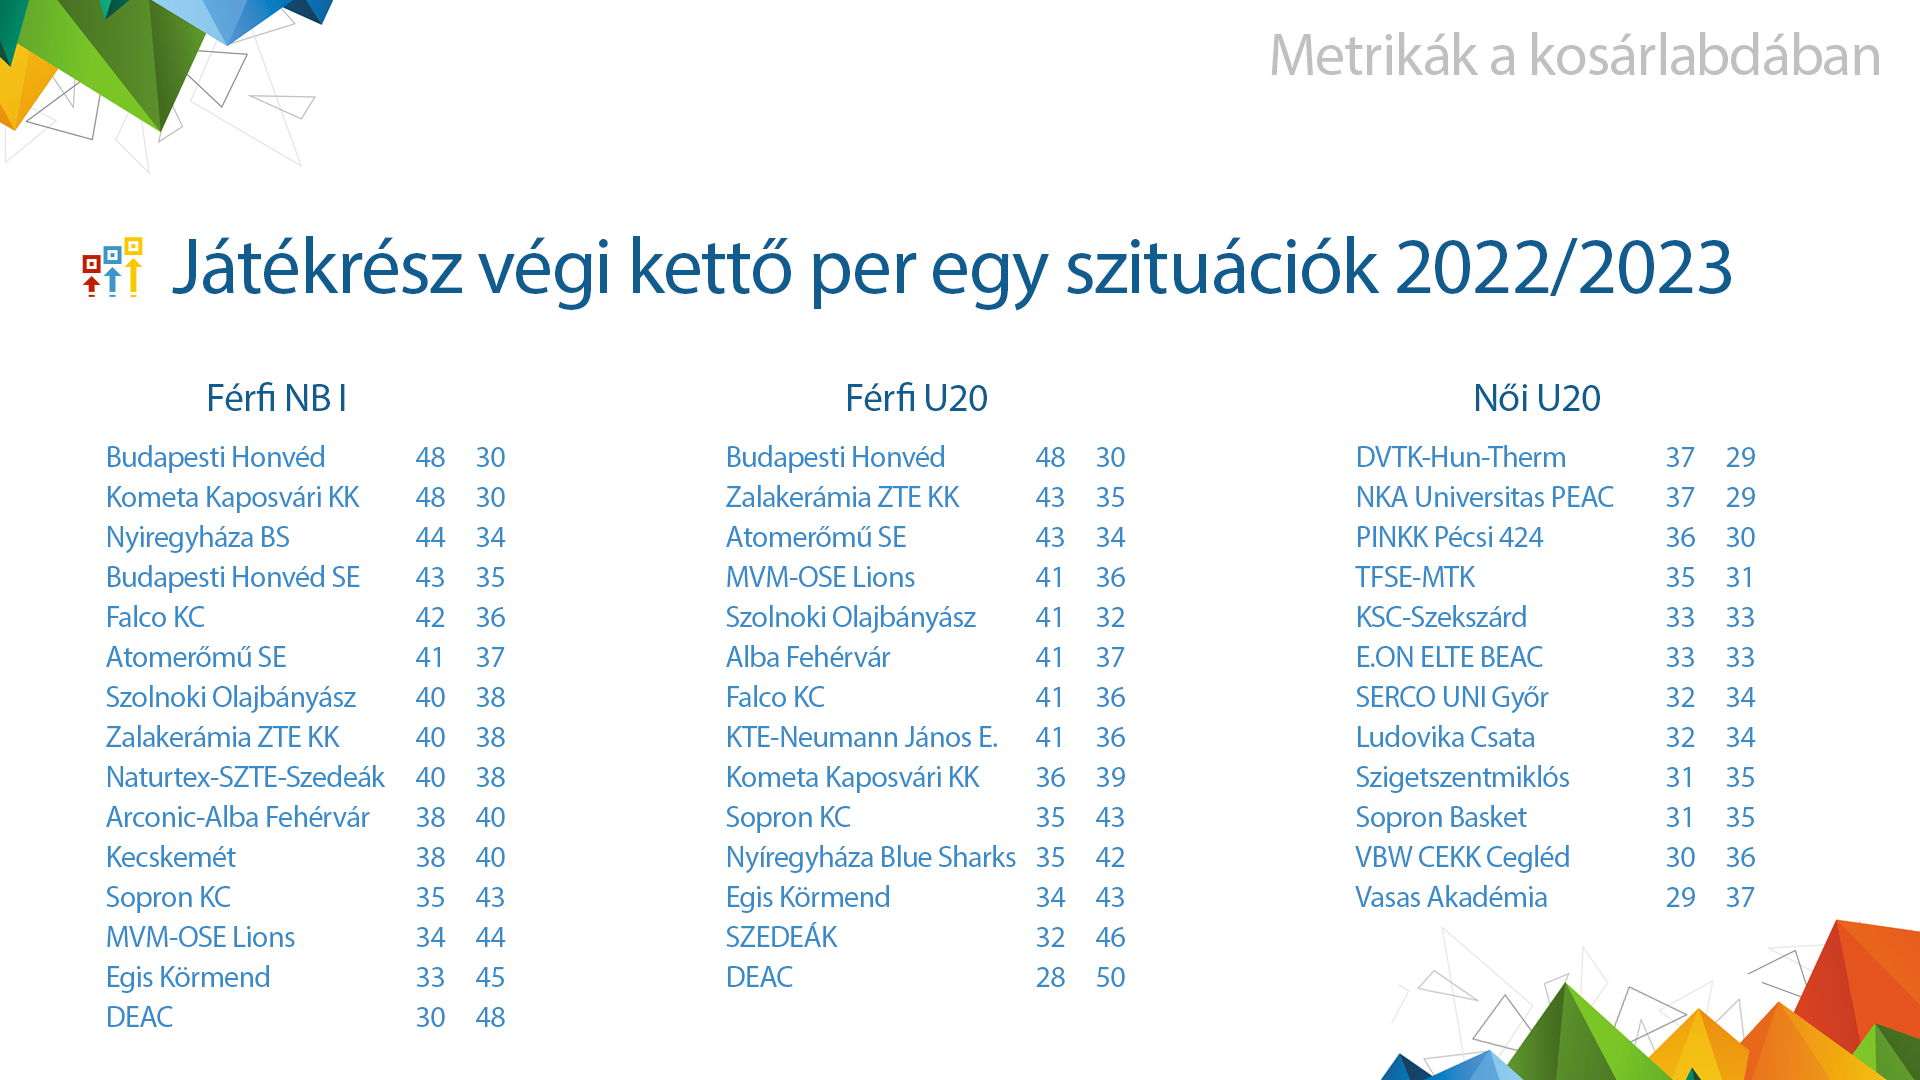 Metrikák a kosárlabdában
Játékrész végi kettő per egy szituációk 2022/2023
Férfi NB I
Budapesti Honvéd 48 30
Kometa Kaposvári KK 48 30
Nyiregyháza BS 44 34
Budapesti Honvéd SE 43 35
Falco KC 42 36
Atomerőmű SE 41 37
Szolnoki Olajbányász 40 38
Zalakerámia ZTE KK 40 38
Naturtex-SZTE-Szedeák 40 38
Arconic-Alba Fehérvár 38 40
Kecskemét 38 40
Sopron KC 35 43
MVM-OSE Lions 34 44
Egis Körmend 33 45
DEAC 30 48
Férfi U20
Budapesti Honvéd 48 30
Zalakerámia ZTE KK 43 35
Atomerőmű SE 43 34
MVM-OSE Lions 41 36
Szolnoki Olajbányász 41 32
Alba Fehérvár 41 37
Falco KC 41 36
KTE-Neumann János E. 41 36
Kometa Kaposvári KK 36 39
Sopron KC 35 43
Nyíregyháza Blue Sharks 35 42
Egis Körmend 34 43
SZEDEÁK 32 46
DEAC 28 50
Női U20
DVTK-Hun-Therm 37 29
NKA Universitas PEAC 37 29
PINKK Pécsi 424 36 30
TFSE-MTK 35 31
KSC-Szekszárd 33 33
E.ON ELTE BEAC 33 33
SERCO UNI Győr 32 34
Ludovika Csata 32 34
Szigetszentmiklós 31 35
Sopron Basket 31 35
VBW CEKK Cegléd 30 36
Vasas Akadémia 29 37